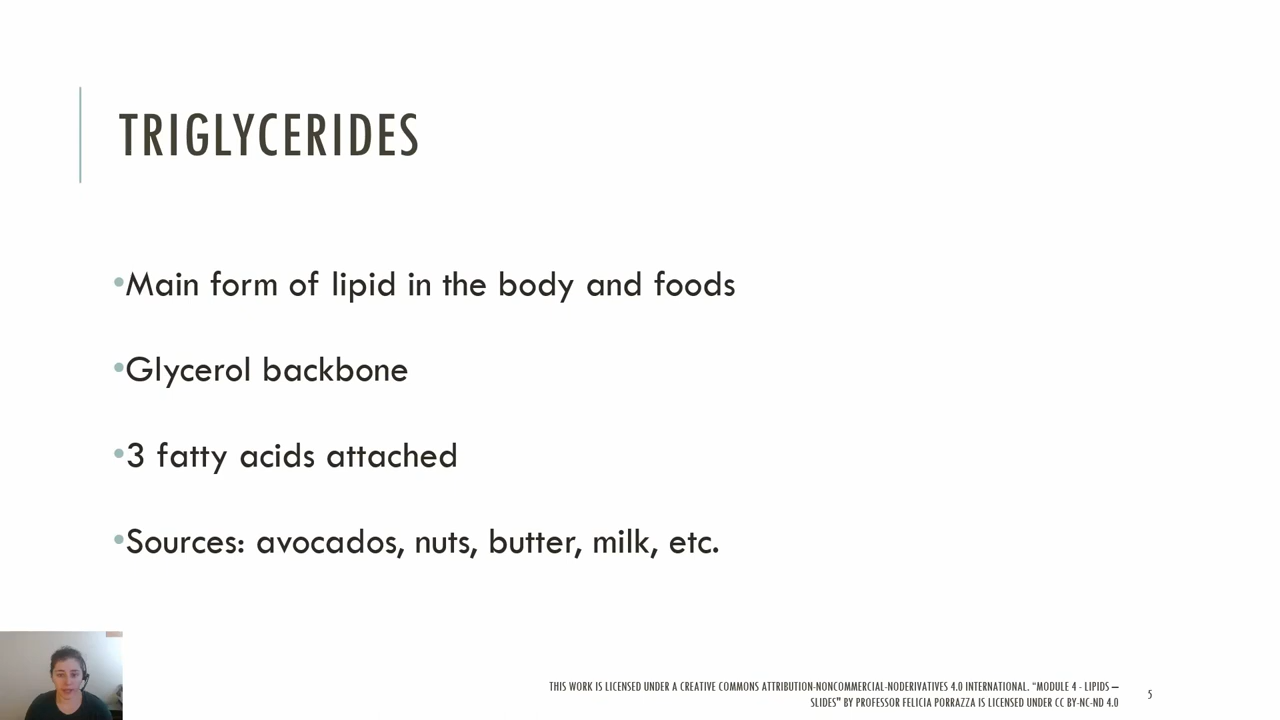 TRIGLYCERIDES
•Main form of lipid in the body and foods
•Glycerol backbone
•3 fatty acids attached
•Sources: avocados, nuts, butter, milk, etc.
THIS WORK IS LICENSED UNDER A CREATIVE COMMONS ATTRIBUTION-NONCOMMERCIAL-NODERIVATIVES 4.0 INTERNATIONAL. "MODULE 4 - LIPIDS –
SLIDES" BY PROFESSOR FELICIA PORRAZZA IS LICENSED UNDER CC BY-NC-ND 4.0
5